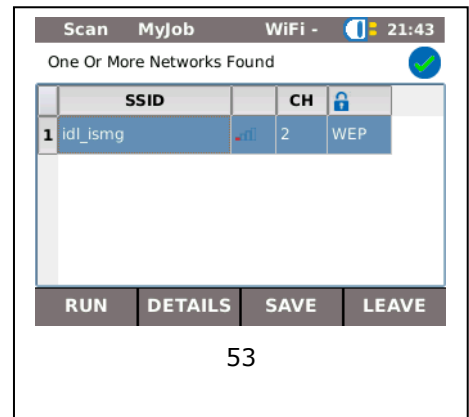 Scan MyJob WiFi - 21:43
One Or More Networks Found
SSID CH
1 idl_ismg 2 WEP
RUN DETAILS SAVE LEAVE
53